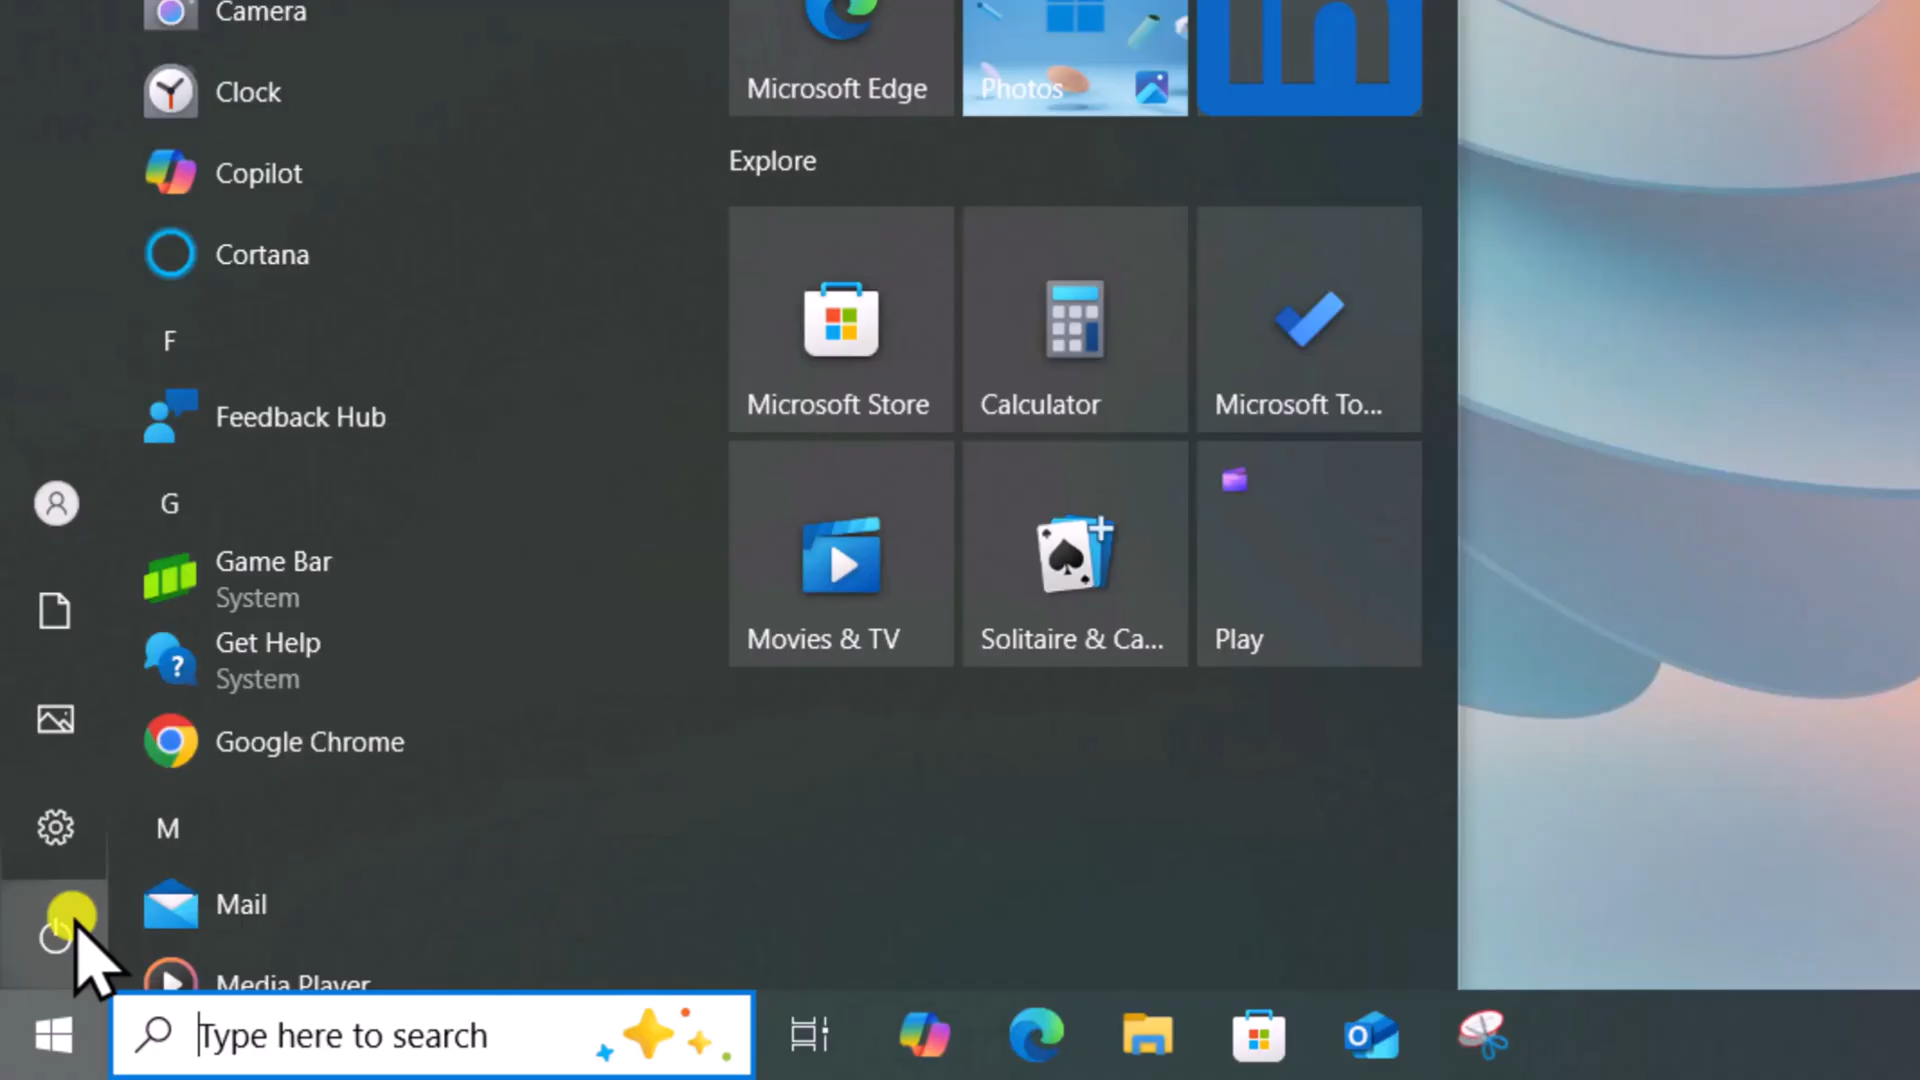 Camera
Clock
Copilot
Cortana
F
Feedback Hub
G
Game Bar
System
Get Help
System
Google Chrome
M
Mail
Media Player
Microsoft Edge
Photos
in
Explore
Microsoft Store
Calculator
Microsoft To...
Movies & TV
Solitaire & Ca...
Play
Type here to search